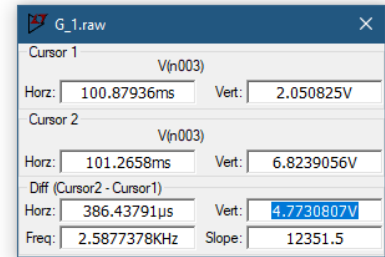 G_1.raw
Cursor 1
V(n003)
Horz: 100.87936ms Vert: 2.050825V
Cursor 2
V(n003)
Horz: 101.2658ms Vert: 6.8239056V
Diff (Cursor2 - Cursor1)
Horz: 386.43791µs Vert: 4.7730807V
Freq: 2.5877378KHz Slope: 12351.5